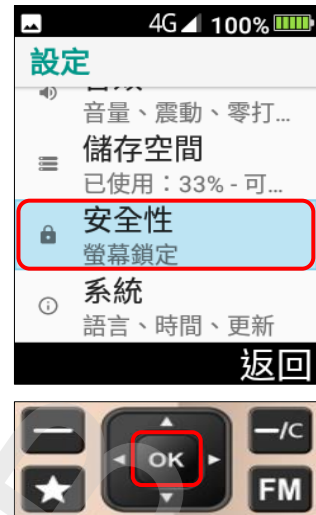 4G 100%
設定
音量、震動、零打...
儲存空間
已使用：33% - 可...
安全性
螢幕鎖定
系統
語言、時間、更新
返回
OK
—/C
★
FM